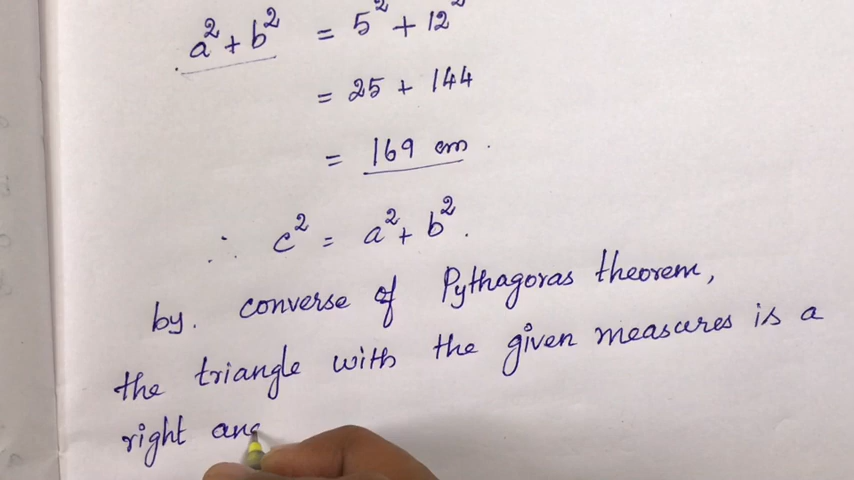 a² + b² = 5² + 12²
= 25 + 144
= 169 cm.
∴ c² = a² + b².
by. converse of Pythagoras theorem,
the triangle with the given measures is a
right ang